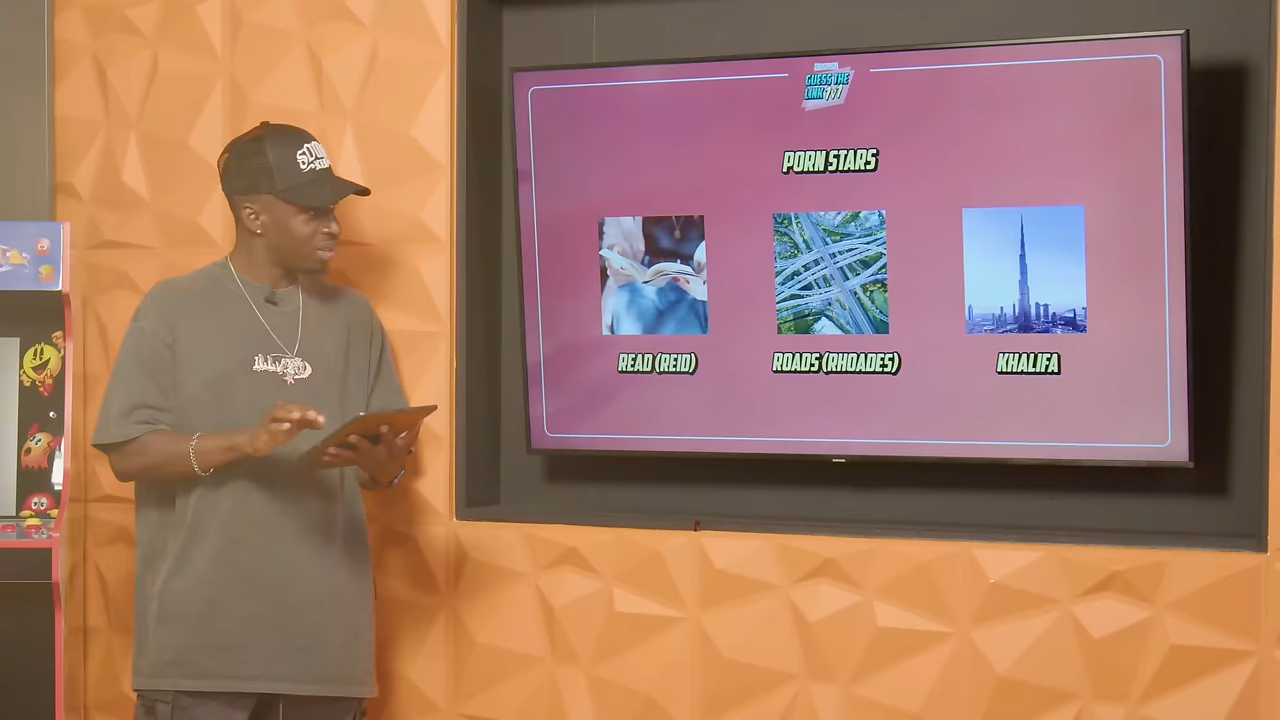 GUESS THE
LINK
PORN STARS
READ (REID)
ROADS (RHOADES)
KHALIFA